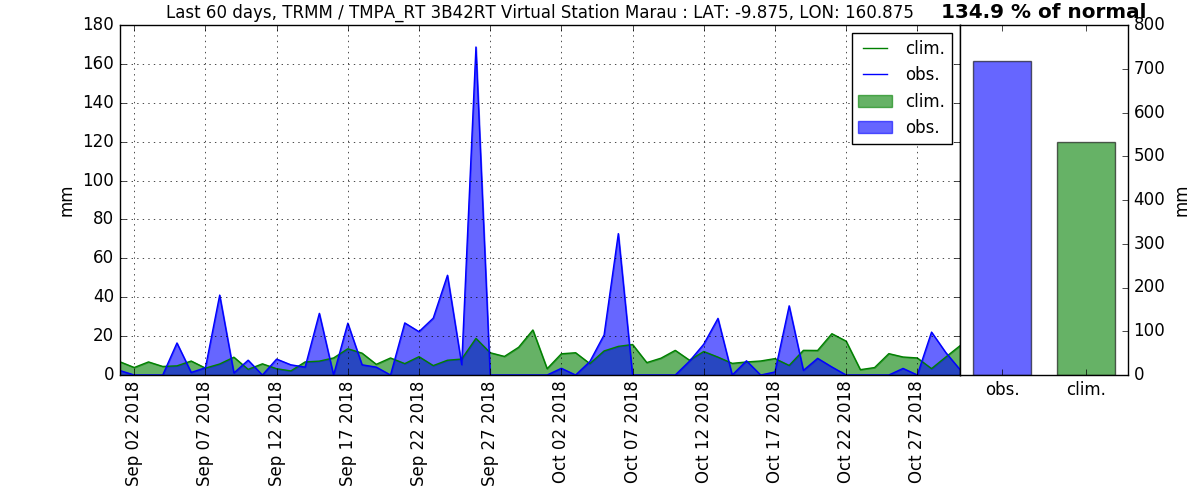 Last 60 days, TRMM / TMPA_RT 3B42RT Virtual Station Marau : LAT: -9.875, LON: 160.875
134.9 % of normal
180
160
140
120
100
80
60
40
20
0
mm
clim.
obs.
clim.
obs.
800
700
600
500
400
300
200
100
0
mm
Sep 02 2018
Sep 07 2018
Sep 12 2018
Sep 17 2018
Sep 22 2018
Sep 27 2018
Oct 02 2018
Oct 07 2018
Oct 12 2018
Oct 17 2018
Oct 22 2018
Oct 27 2018
obs.
clim.